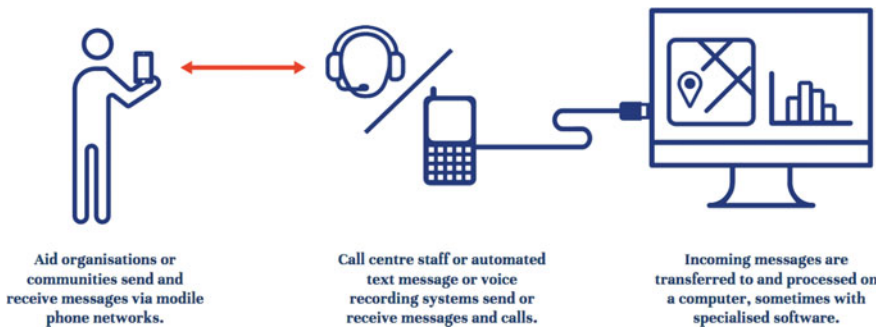 Aid organisations or
communities send and
receive messages via modile
phone networks.
Call centre staff or automated
text message or voice
recording systems send or
receive messages and calls.
Incoming messages are
transferred to and processed on
a computer, sometimes with
specialised software.